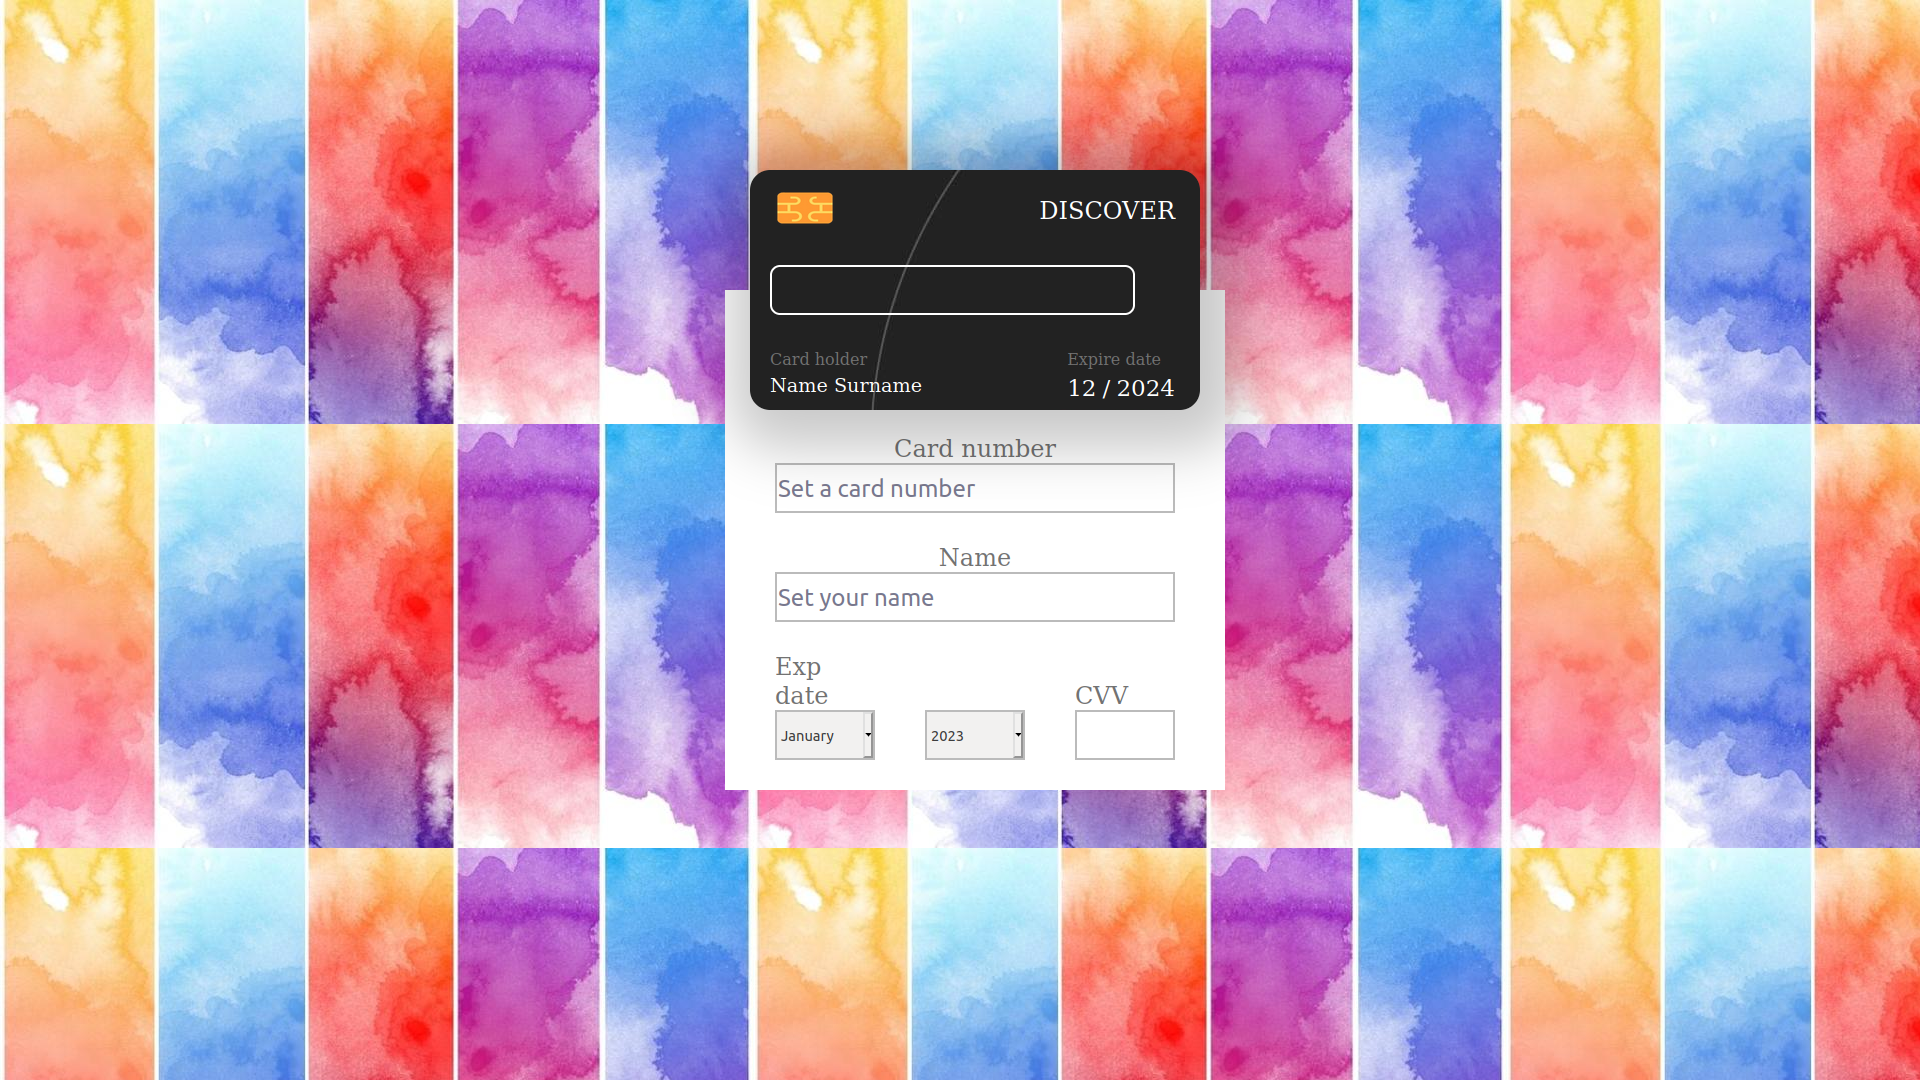 DISCOVER
Card holder
Expire date
Name Surname
12 / 2024
Card number
Set a card number
Name
Set your name
Exp
date
CVV
January
2023